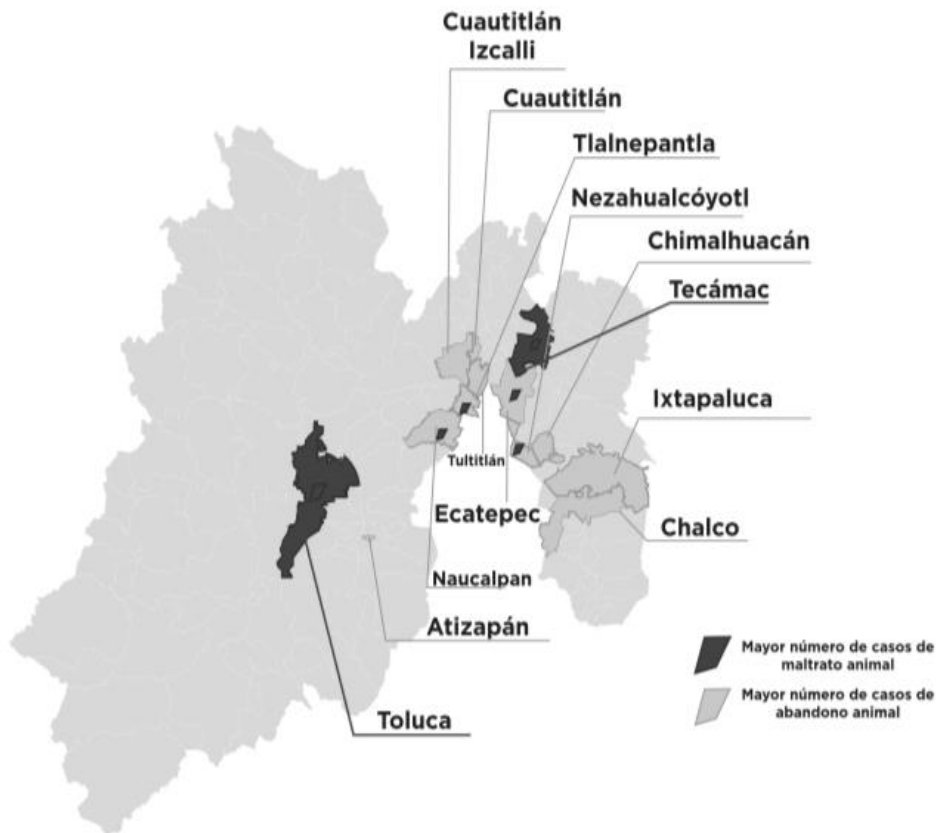 Cuautitlán
Izcalli
Cuautitlán
Tlalnepantla
Nezahualcóyotl
Chimalhuacán
Tecámac
Ixtapaluca
Tultitlán
Ecatepec
Chalco
Naucalpan
Atizapán
Mayor número de casos de
maltrato animal
Mayor número de casos de
abandono animal
Toluca